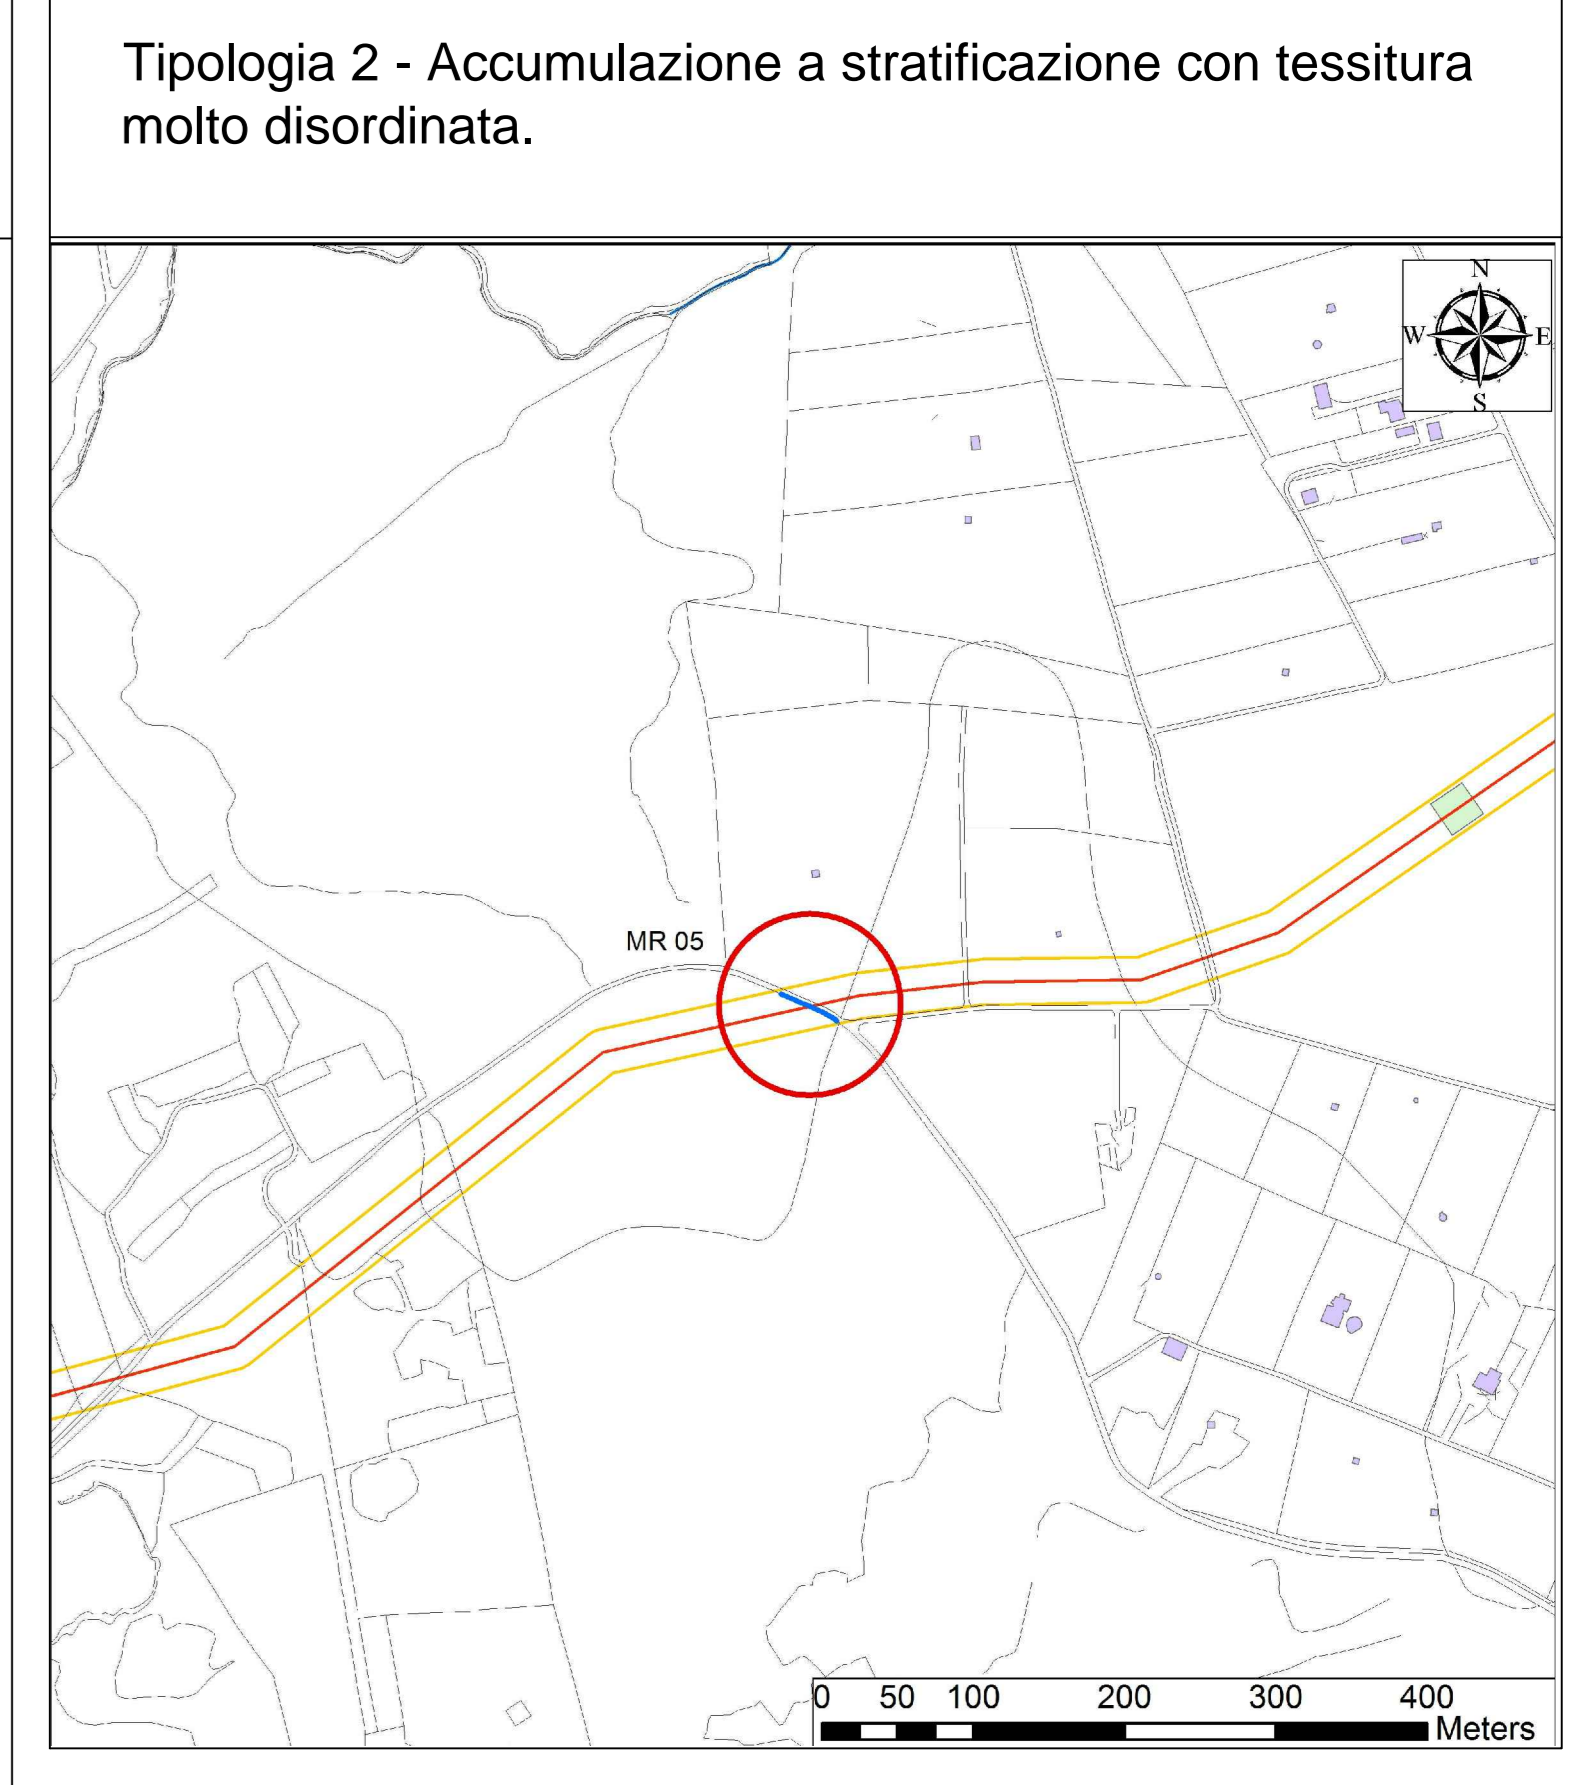 Tipologia 2 - Accumulazione a stratificazione con tessitura
molto disordinata.
N
W E
S
MR 05
0 50 100 200 300 400
Meters